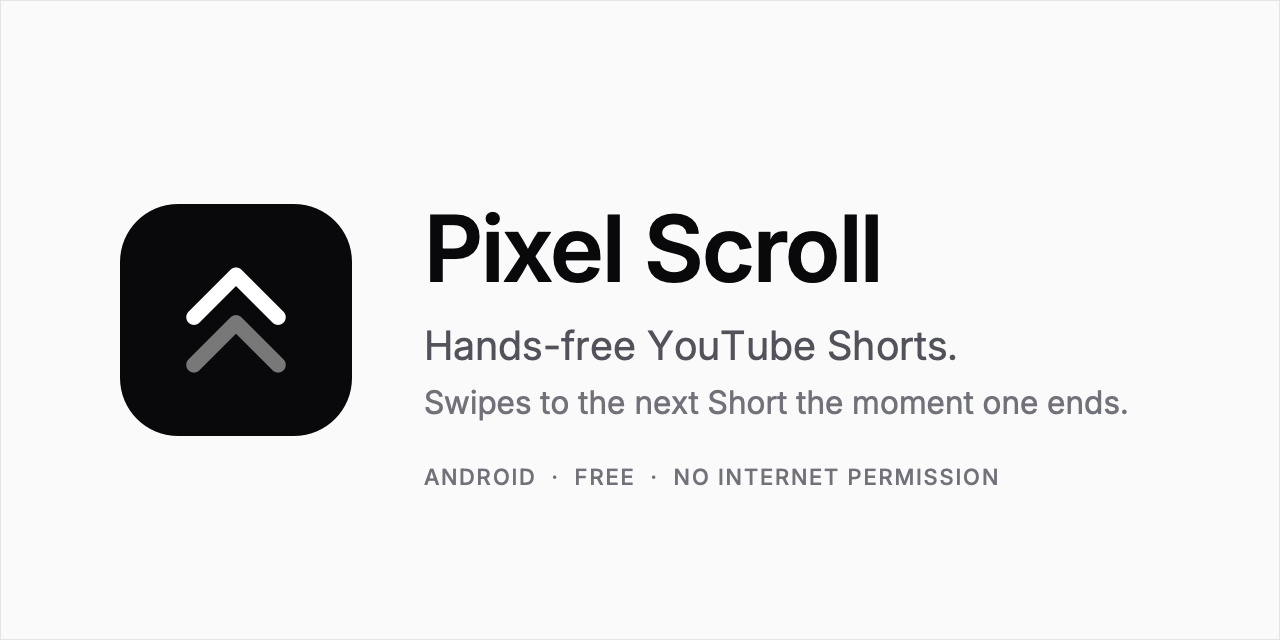 Pixel Scroll
Hands-free YouTube Shorts.
Swipes to the next Short the moment one ends.
ANDROID · FREE · NO INTERNET PERMISSION